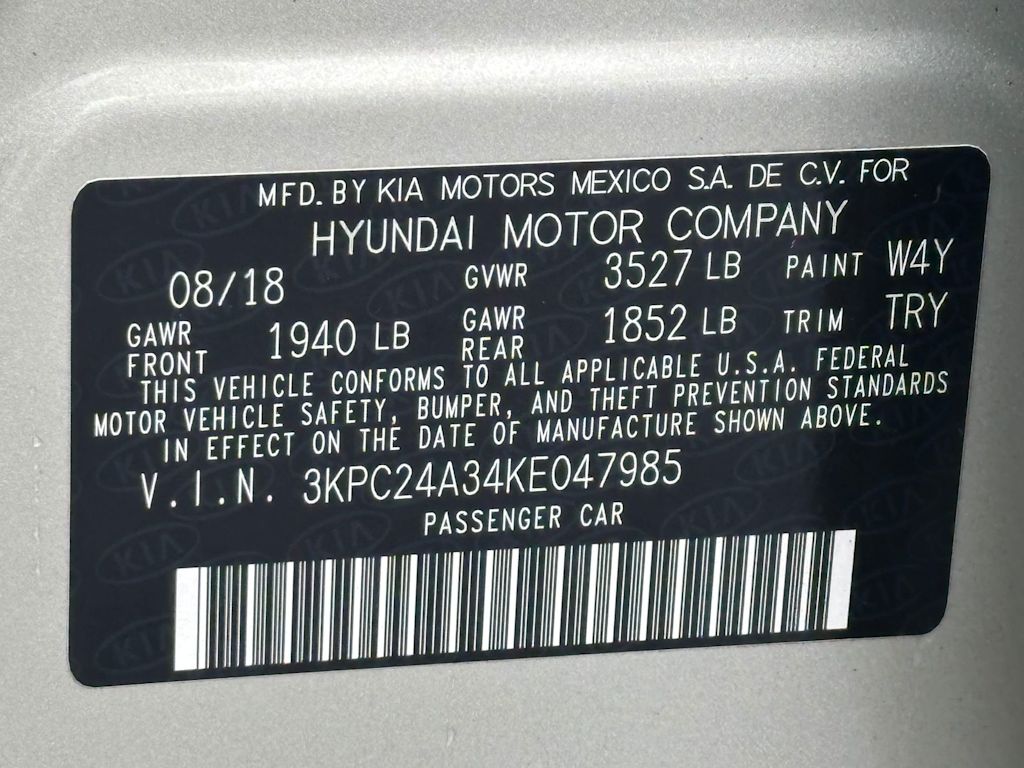 MFD. BY KIA MOTORS MEXICO S.A. DE C.V. FOR
HYUNDAI MOTOR COMPANY
08/18 GVWR 3527 LB PAINT W4Y
GAWR FRONT 1940 LB GAWR REAR 1852 LB TRIM TRY
THIS VEHICLE CONFORMS TO ALL APPLICABLE U.S.A. FEDERAL
MOTOR VEHICLE SAFETY, BUMPER, AND THEFT PREVENTION STANDARDS
IN EFFECT ON THE DATE OF MANUFACTURE SHOWN ABOVE.
V.I.N. 3KPC24A34KE047985
PASSENGER CAR